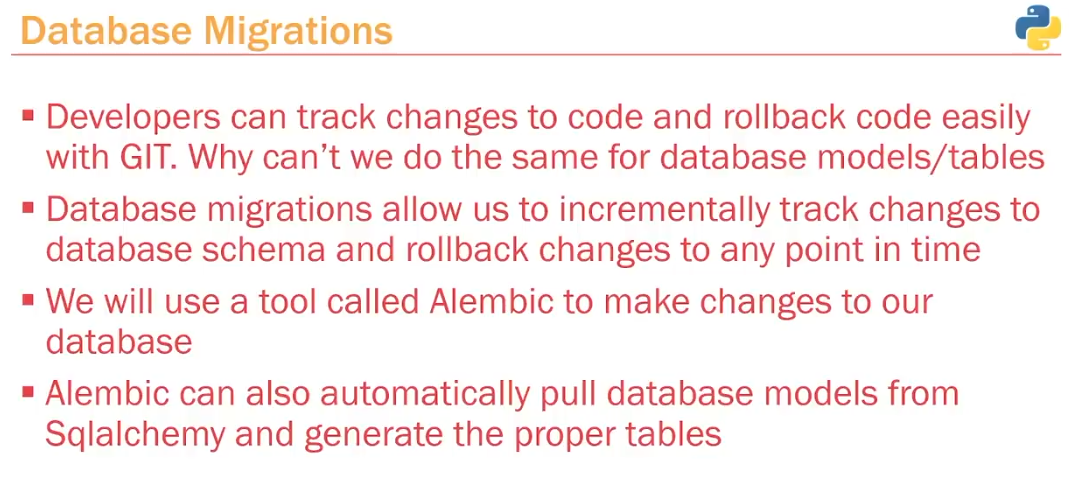 Database Migrations
▪ Developers can track changes to code and rollback code easily
with GIT. Why can’t we do the same for database models/tables
▪ Database migrations allow us to incrementally track changes to
database schema and rollback changes to any point in time
▪ We will use a tool called Alembic to make changes to our
database
▪ Alembic can also automatically pull database models from
Sqlalchemy and generate the proper tables